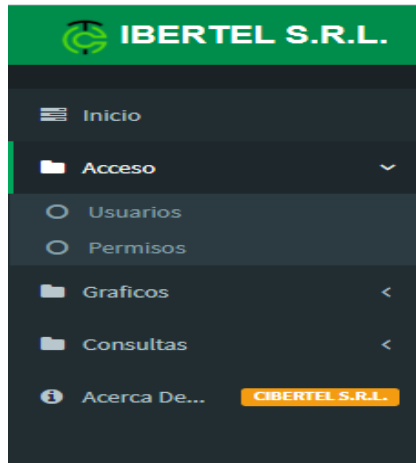 IBERTEL S.R.L.
Inicio
Acceso
Usuarios
Permisos
Graficos
Consultas
Acerca De... CIBERTEL S.R.L.